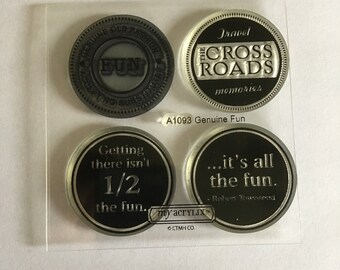 FUN
Travel
THE
CROSS
ROADS
memories
A1093 Genuine Fun
Getting
there isn't
1/2
the fun...
...it's all
the fun.
- Robert
my acrylix®
© CTMH CO.